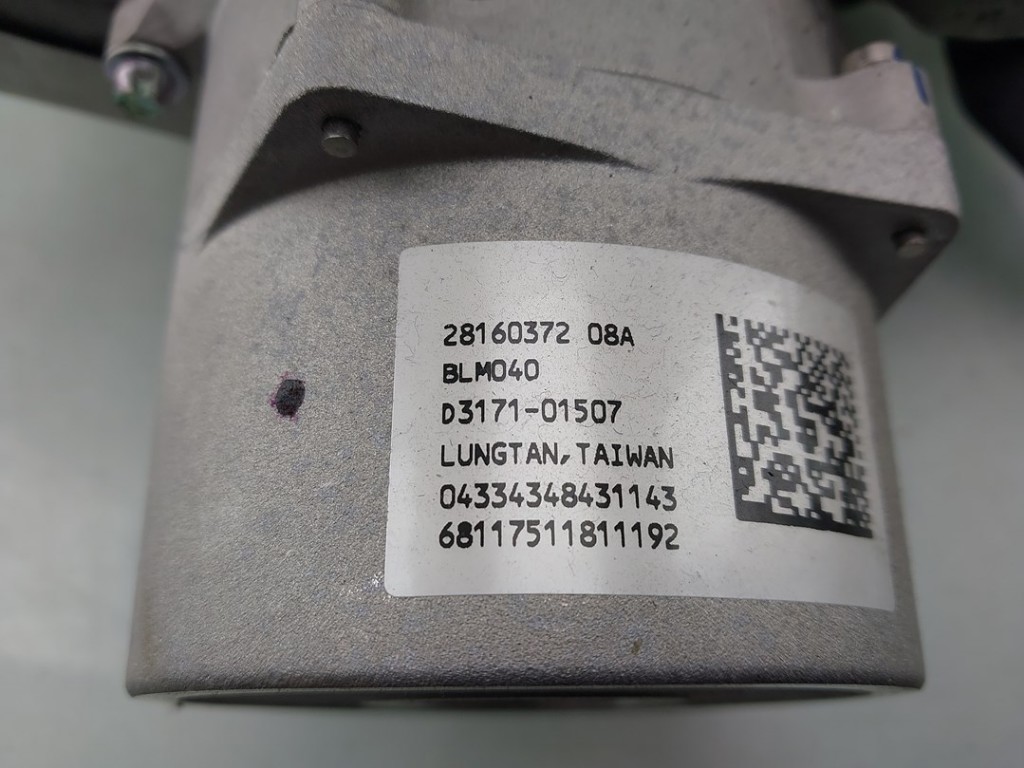 28160372 08A
BLM040
D3171-01507
LUNGTAN, TAIWAN
04334348431143
68117511811192